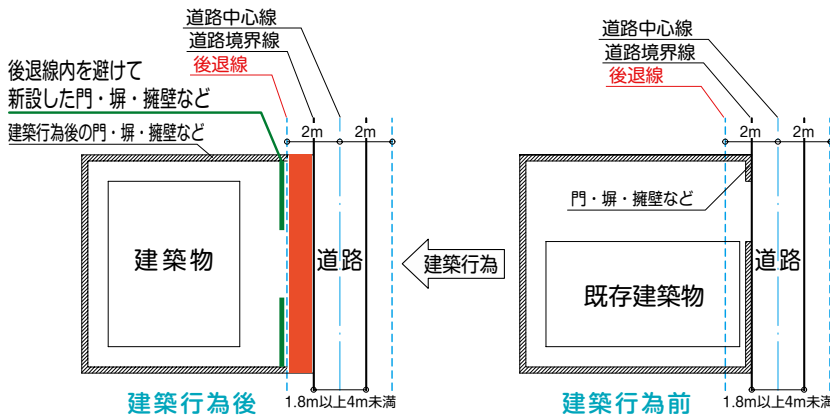 道路中心線
道路境界線
後退線
後退線内を避けて
新設した門・塀・擁壁など
建築行為後の門・塀・擁壁など
2m
2m
建築物
道路
建築行為後
1.8m以上4m未満
建築行為
道路中心線
道路境界線
後退線
2m
2m
門・塀・擁壁など
既存建築物
道路
建築行為前
1.8m以上4m未満